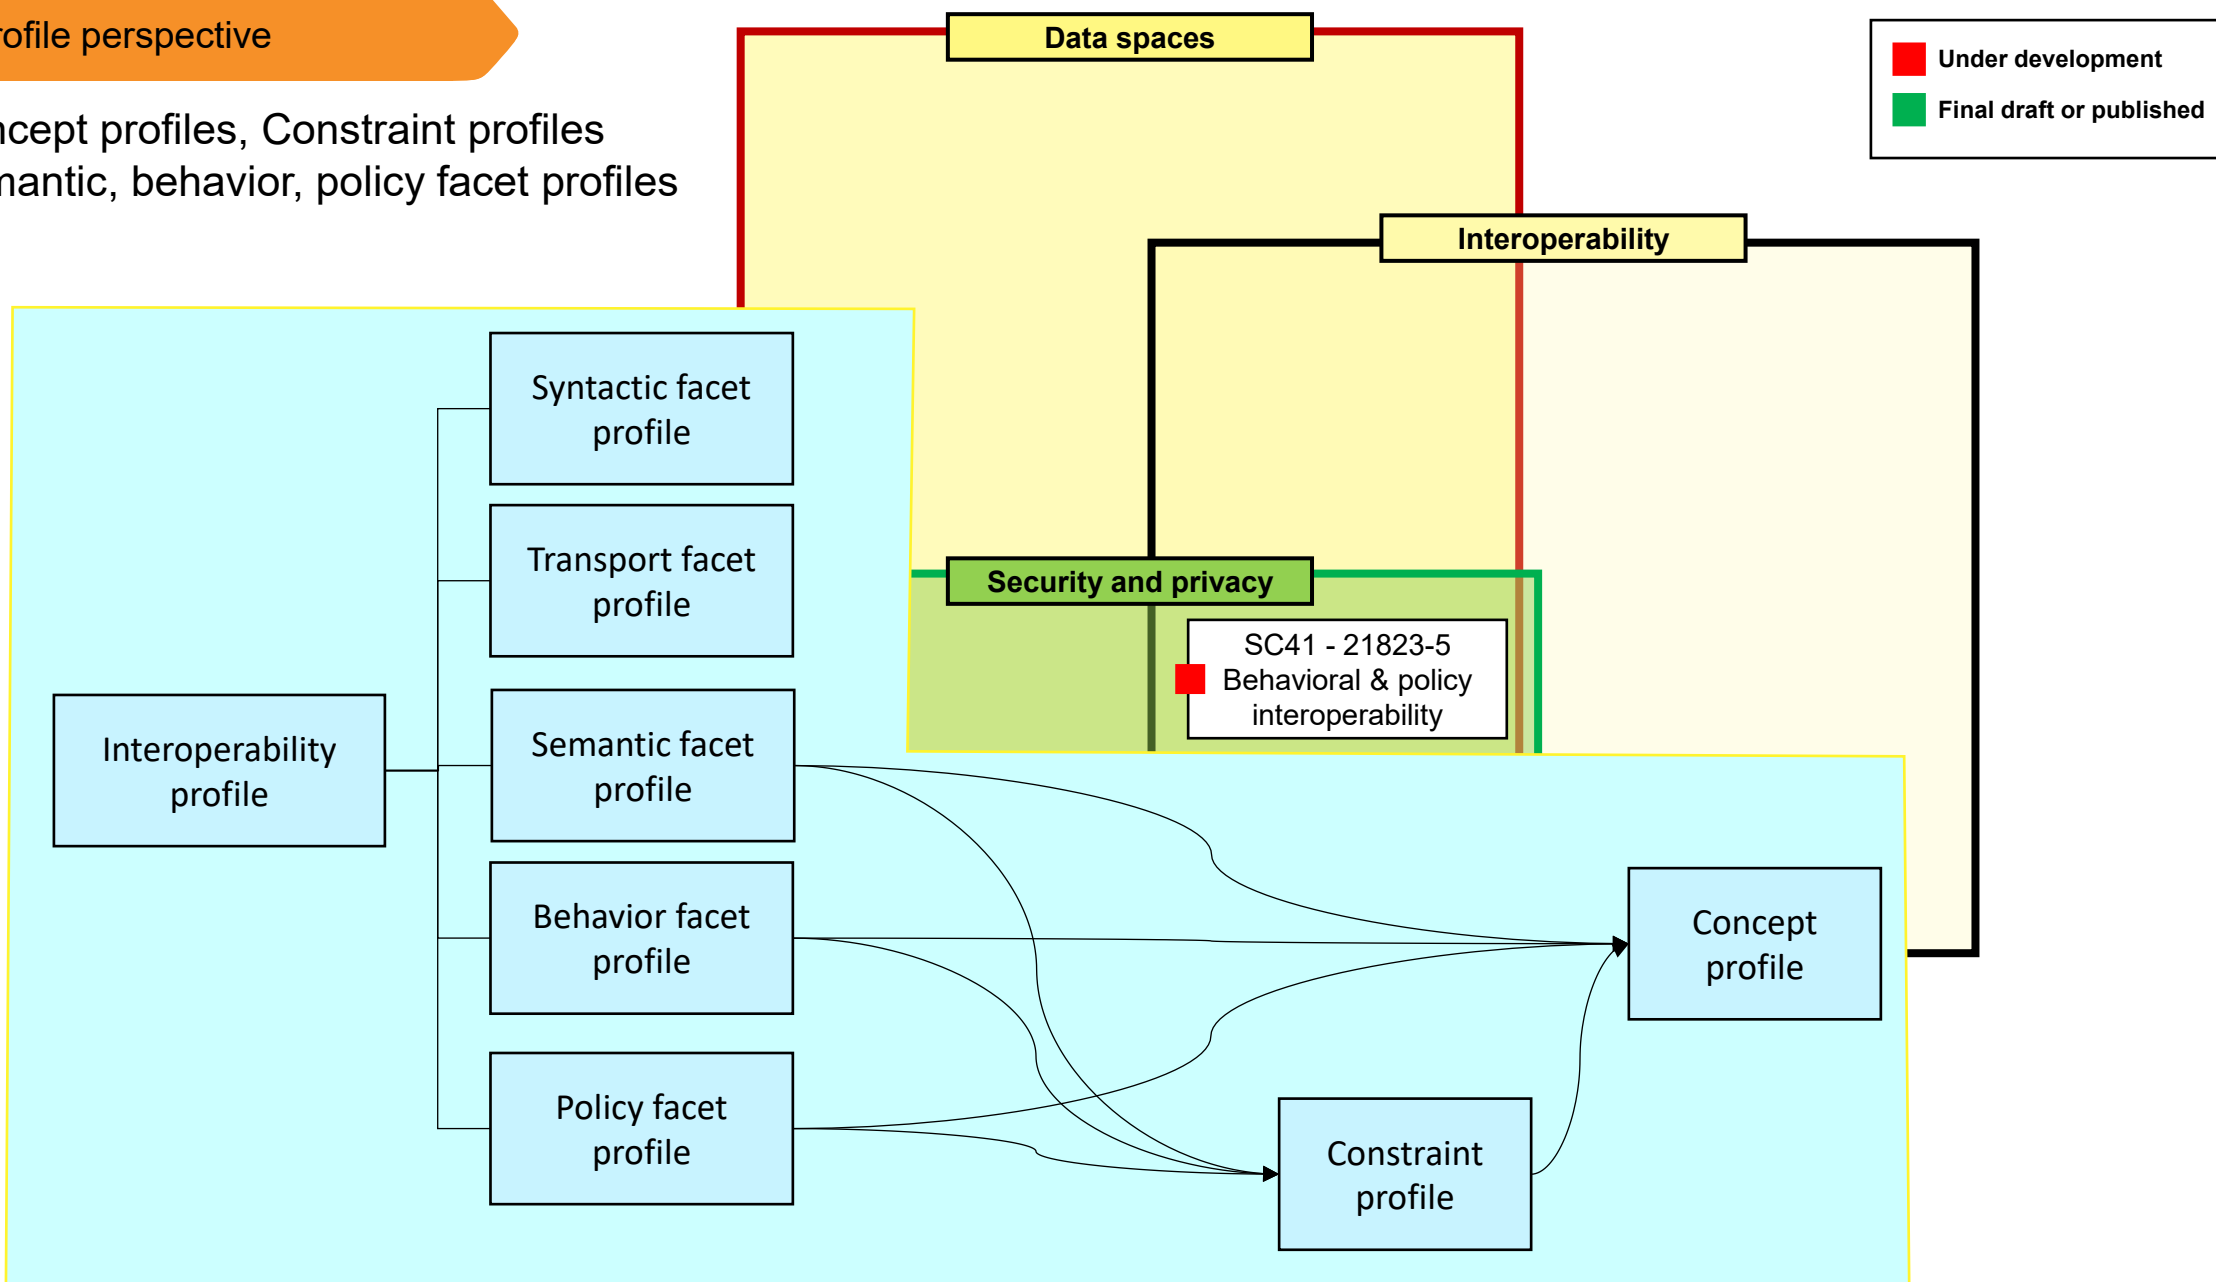 rofile perspective
ncept profiles, Constraint profiles
mantic, behavior, policy facet profiles
Data spaces
Under development
Final draft or published
Interoperability
Security and privacy
SC41 - 21823-5
Behavioral & policy
interoperability
Syntactic facet
profile
Transport facet
profile
Interoperability
profile
Semantic facet
profile
Behavior facet
profile
Policy facet
profile
Concept
profile
Constraint
profile